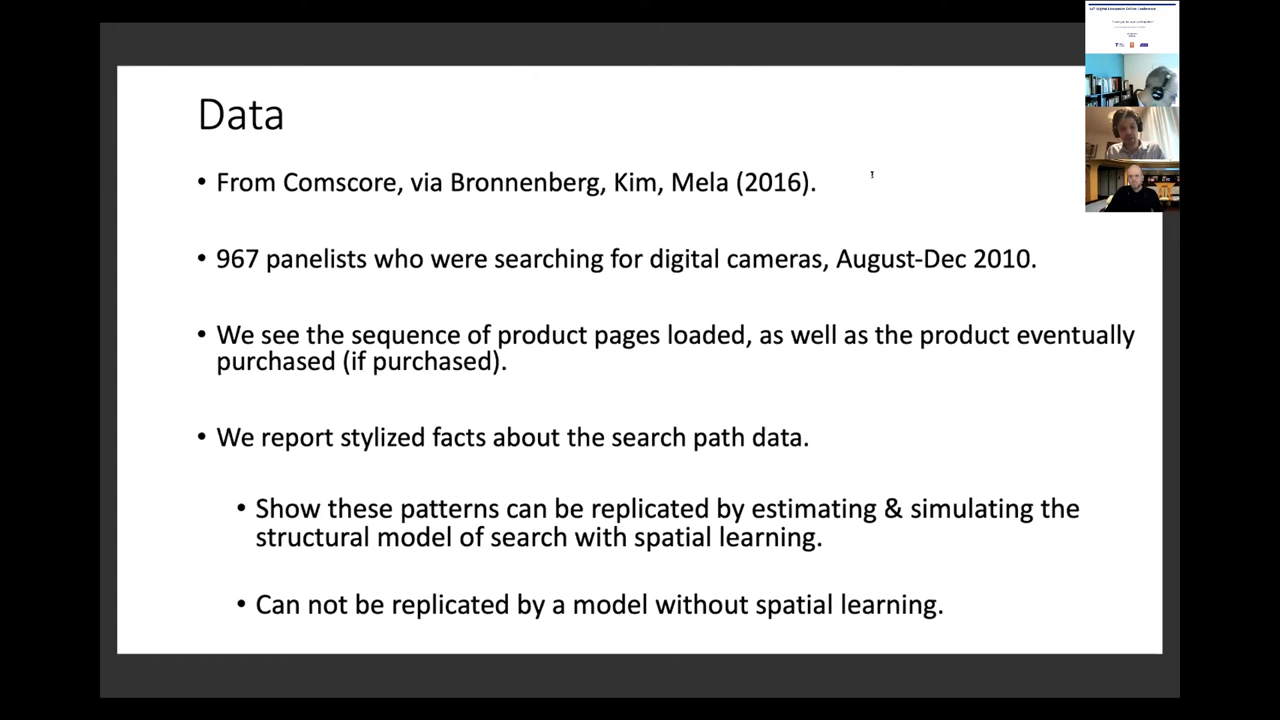 Data
• From Comscore, via Bronnenberg, Kim, Mela (2016).
• 967 panelists who were searching for digital cameras, August-Dec 2010.
• We see the sequence of product pages loaded, as well as the product eventually
purchased (if purchased).
• We report stylized facts about the search path data.
• Show these patterns can be replicated by estimating & simulating the
structural model of search with spatial learning.
• Can not be replicated by a model without spatial learning.